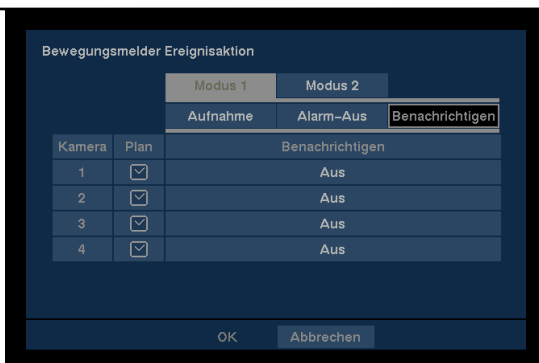 Bewegungsmelder Ereignisaktion
Modus 1 Modus 2
Aufnahme Alarm-Aus Benachrichtigen
Kamera Plan Benachrichtigen
1 Aus
2 Aus
3 Aus
4 Aus
OK Abbrechen